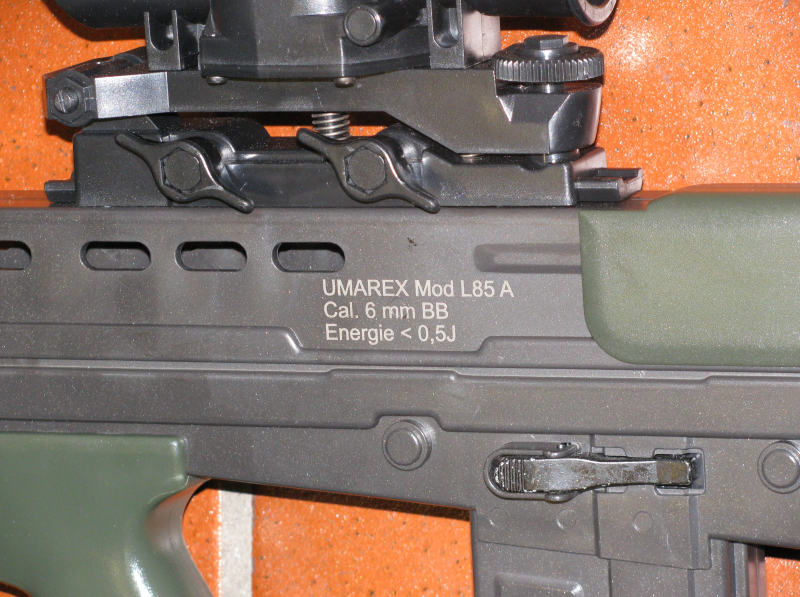 UMAREX Mod L85 A
Cal. 6 mm BB
Energie < 0,5J